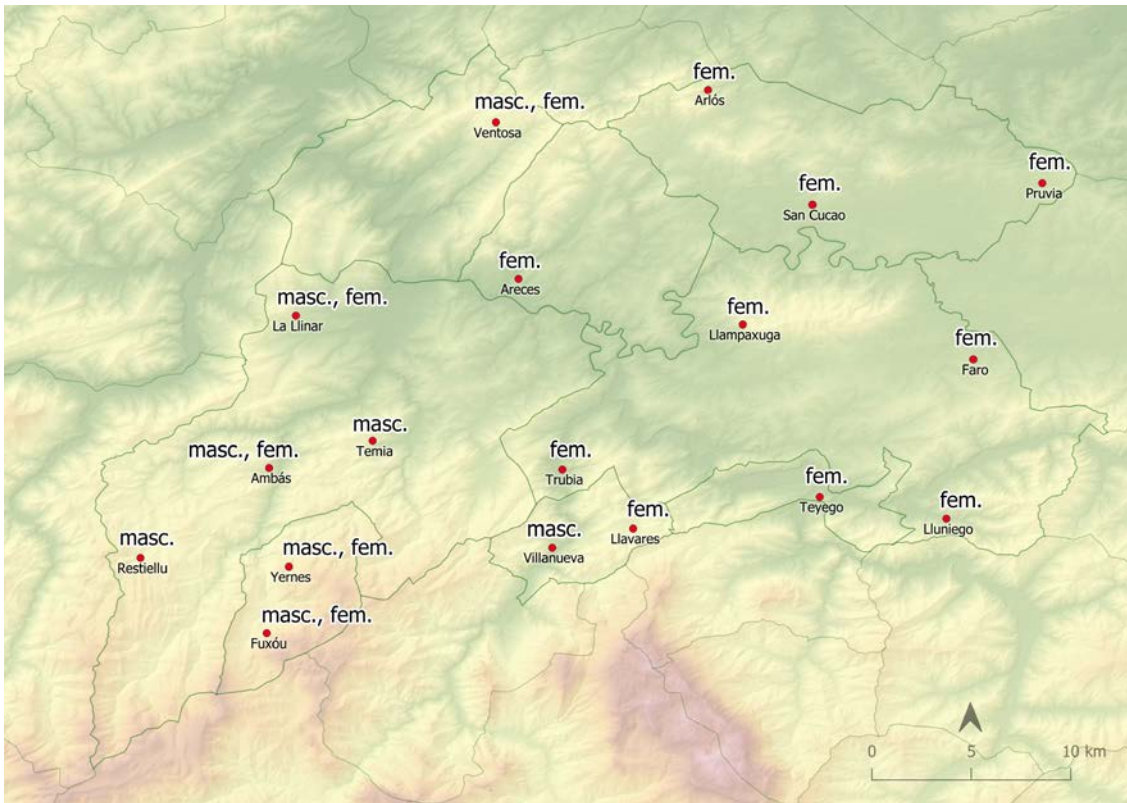 fem.
Arlós
masc., fem.
Ventosa
fem.
Pruvia
fem.
San Cucao
fem.
Areces
masc., fem.
La Llinar
fem.
Llampaxuga
fem.
Faro
masc.
Temia
masc., fem.
Ambás
fem.
Trubia
fem.
Teyego
fem.
Lluniego
fem.
Llavares
masc.
Villanueva
masc.
Restiellu
masc., fem.
Yernes
masc., fem.
Fuxóu
0 5 10 km